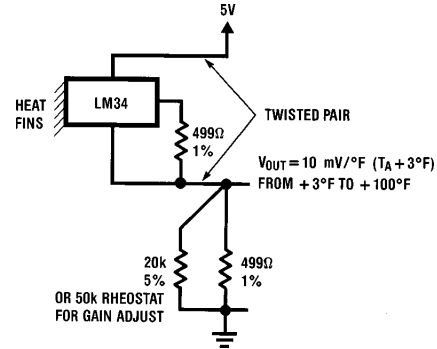 5V
LM34
HEAT
FINS
TWISTED PAIR
499Ω
1%
VOUT = 10 mV/°F (TA + 3°F)
FROM + 3°F TO + 100°F
20k
5%
OR 50k RHEOSTAT
FOR GAIN ADJUST
499Ω
1%